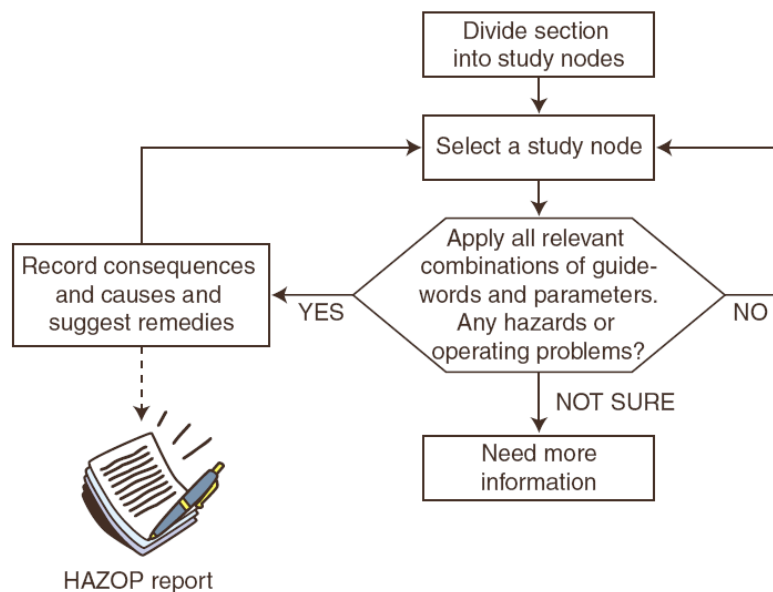 Divide section
into study nodes
Select a study node
Apply all relevant
combinations of guide-
words and parameters.
Any hazards or
operating problems?
YES
NO
Record consequences
and causes and
suggest remedies
NOT SURE
Need more
information
HAZOP report